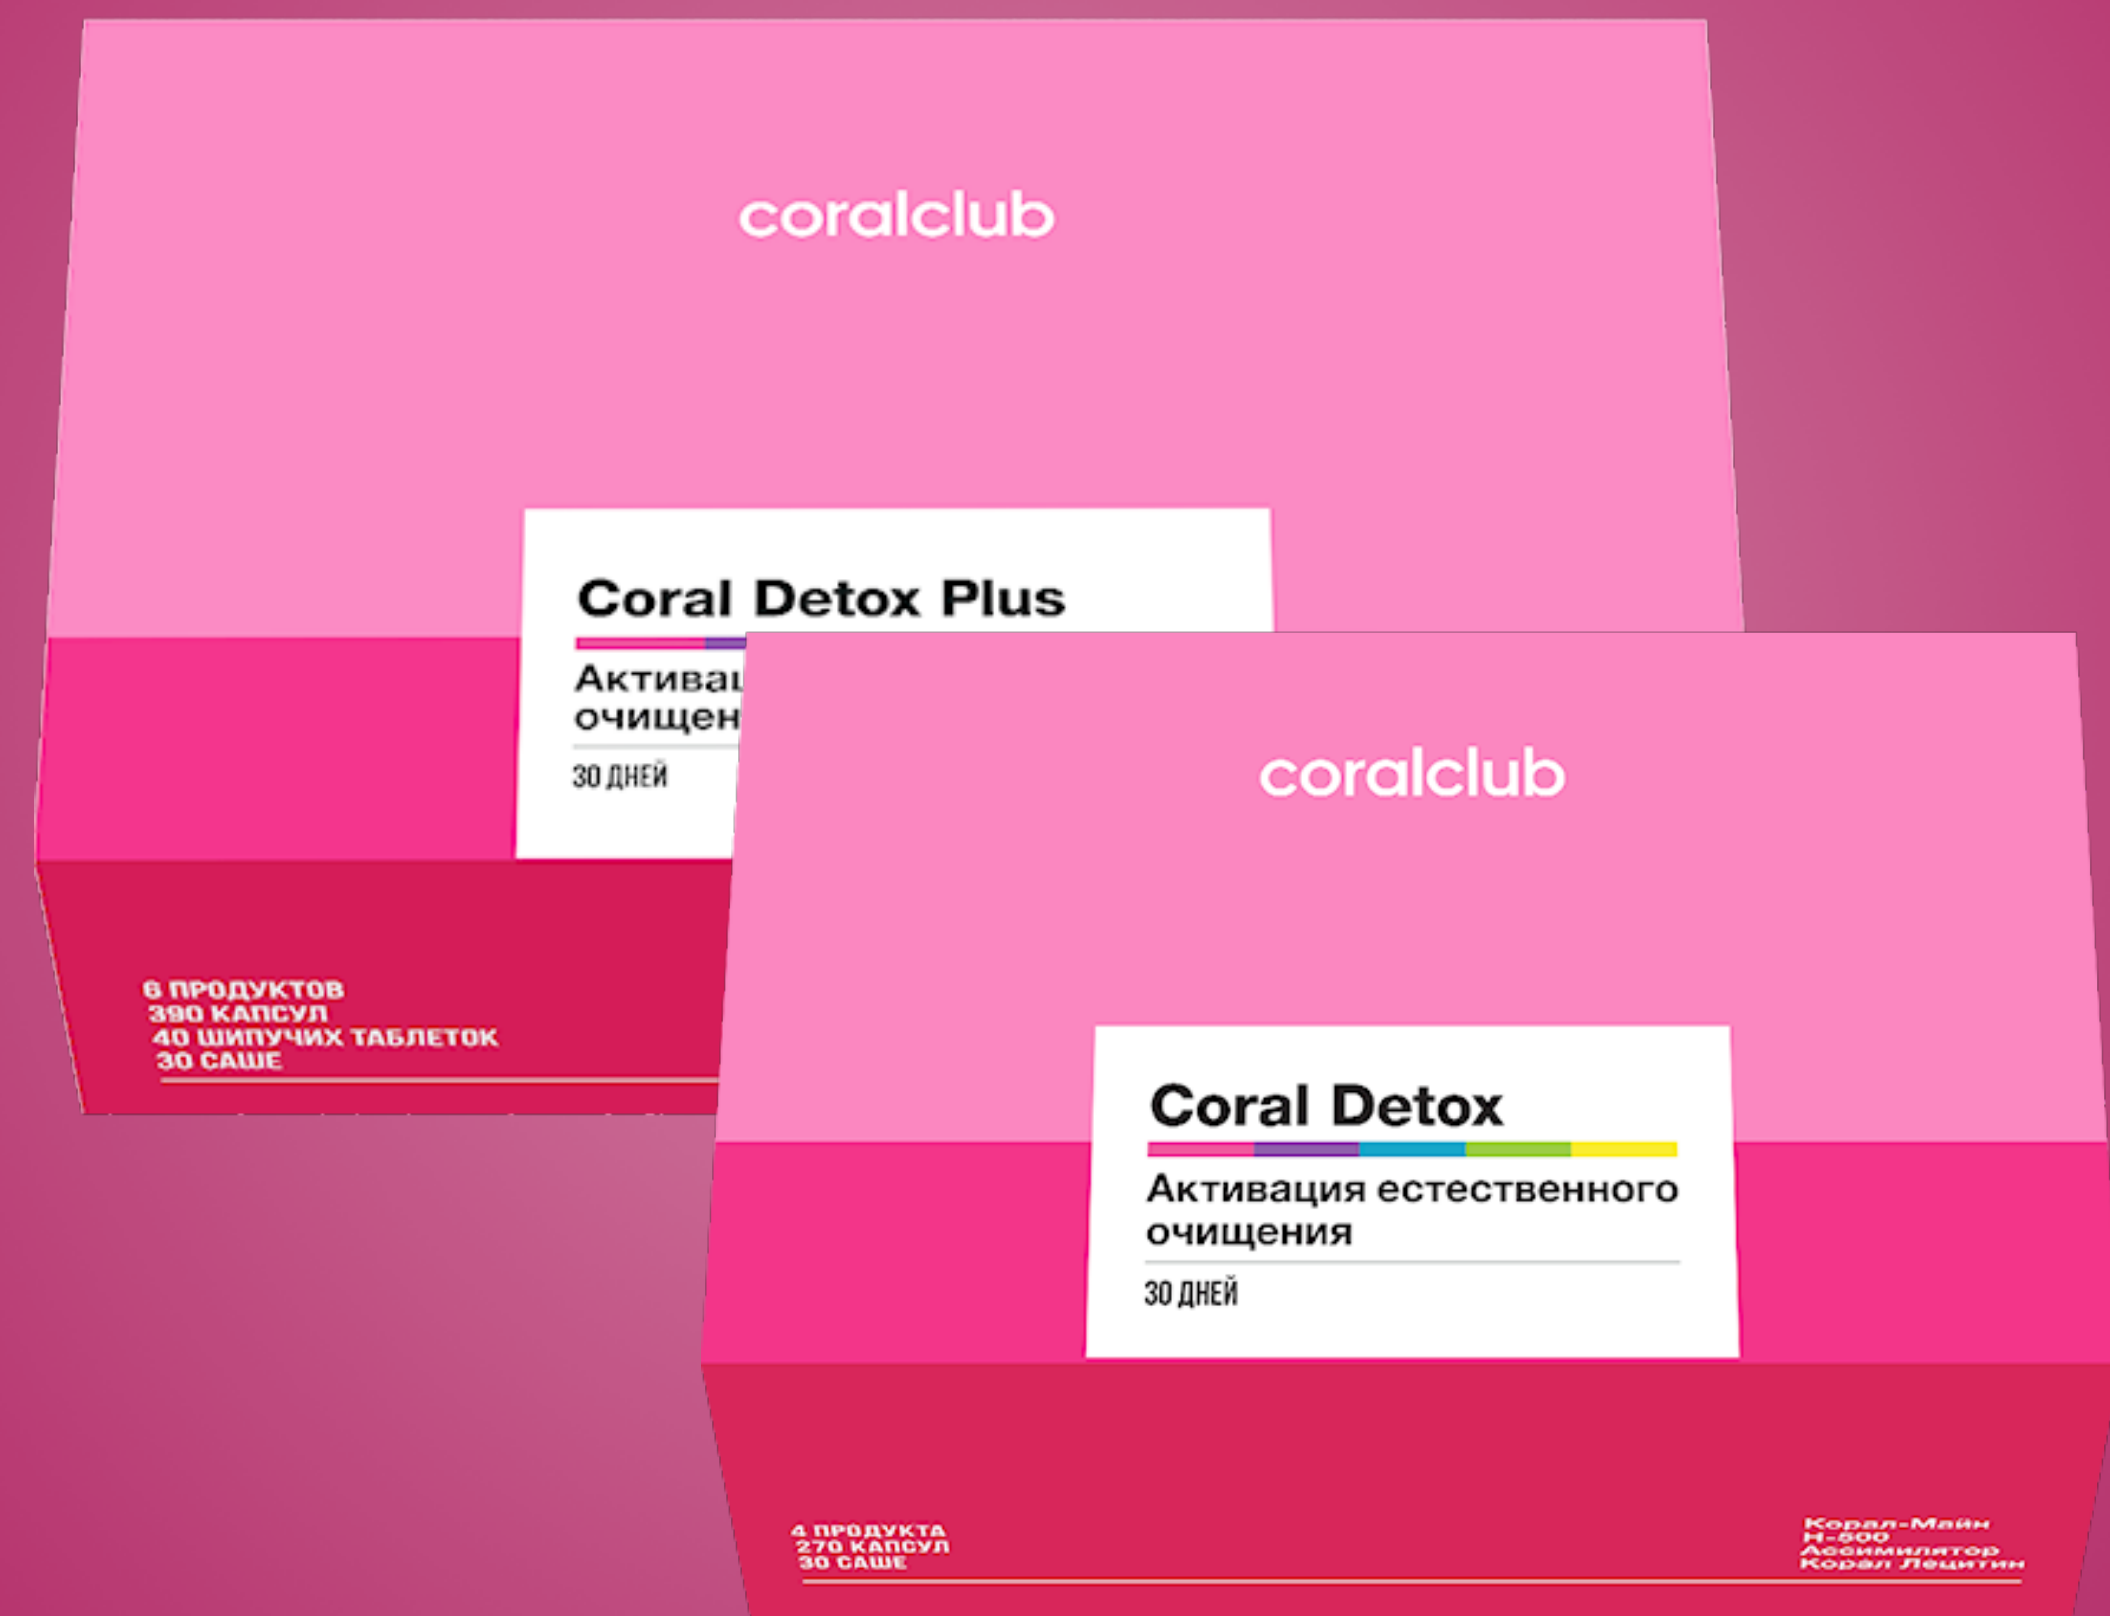 coralclub
Coral Detox Plus
очищен
30 ДНЕЙ
6 ПРОДУКТОВ
390 КАПСУЛ
40 ШИПУЧИХ ТАБЛЕТОК
30 САШЕ
coralclub
Coral Detox
Активация естественного
очищения
30 ДНЕЙ
4 ПРОДУКТА
270 КАПСУЛ
30 САШЕ
Корал-Майн
H-500
Ассимилятор
Корал Лецитин